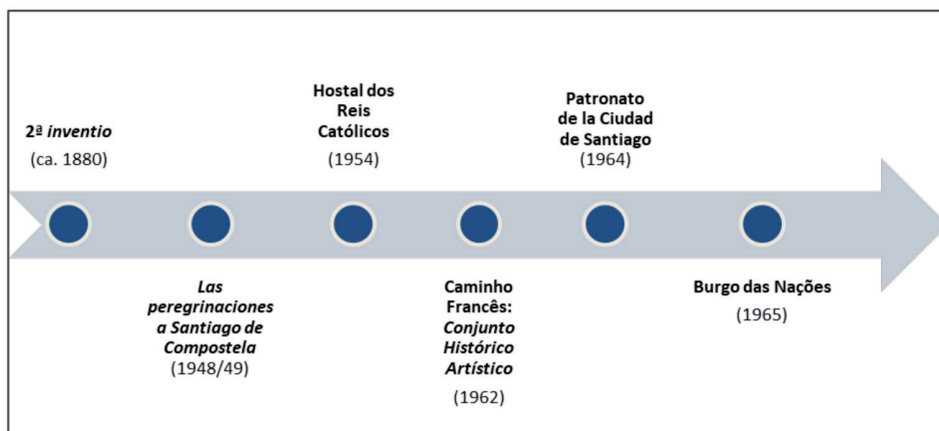 2ª inventio
(ca. 1880)
Las
peregrinaciones
a Santiago de
Compostela
(1948/49)
Hostal dos
Reis
Católicos
(1954)
Caminho
Francês:
Conjunto
Histórico
Artístico
(1962)
Patronato
de la Ciudad
de Santiago
(1964)
Burgo das Nações
(1965)